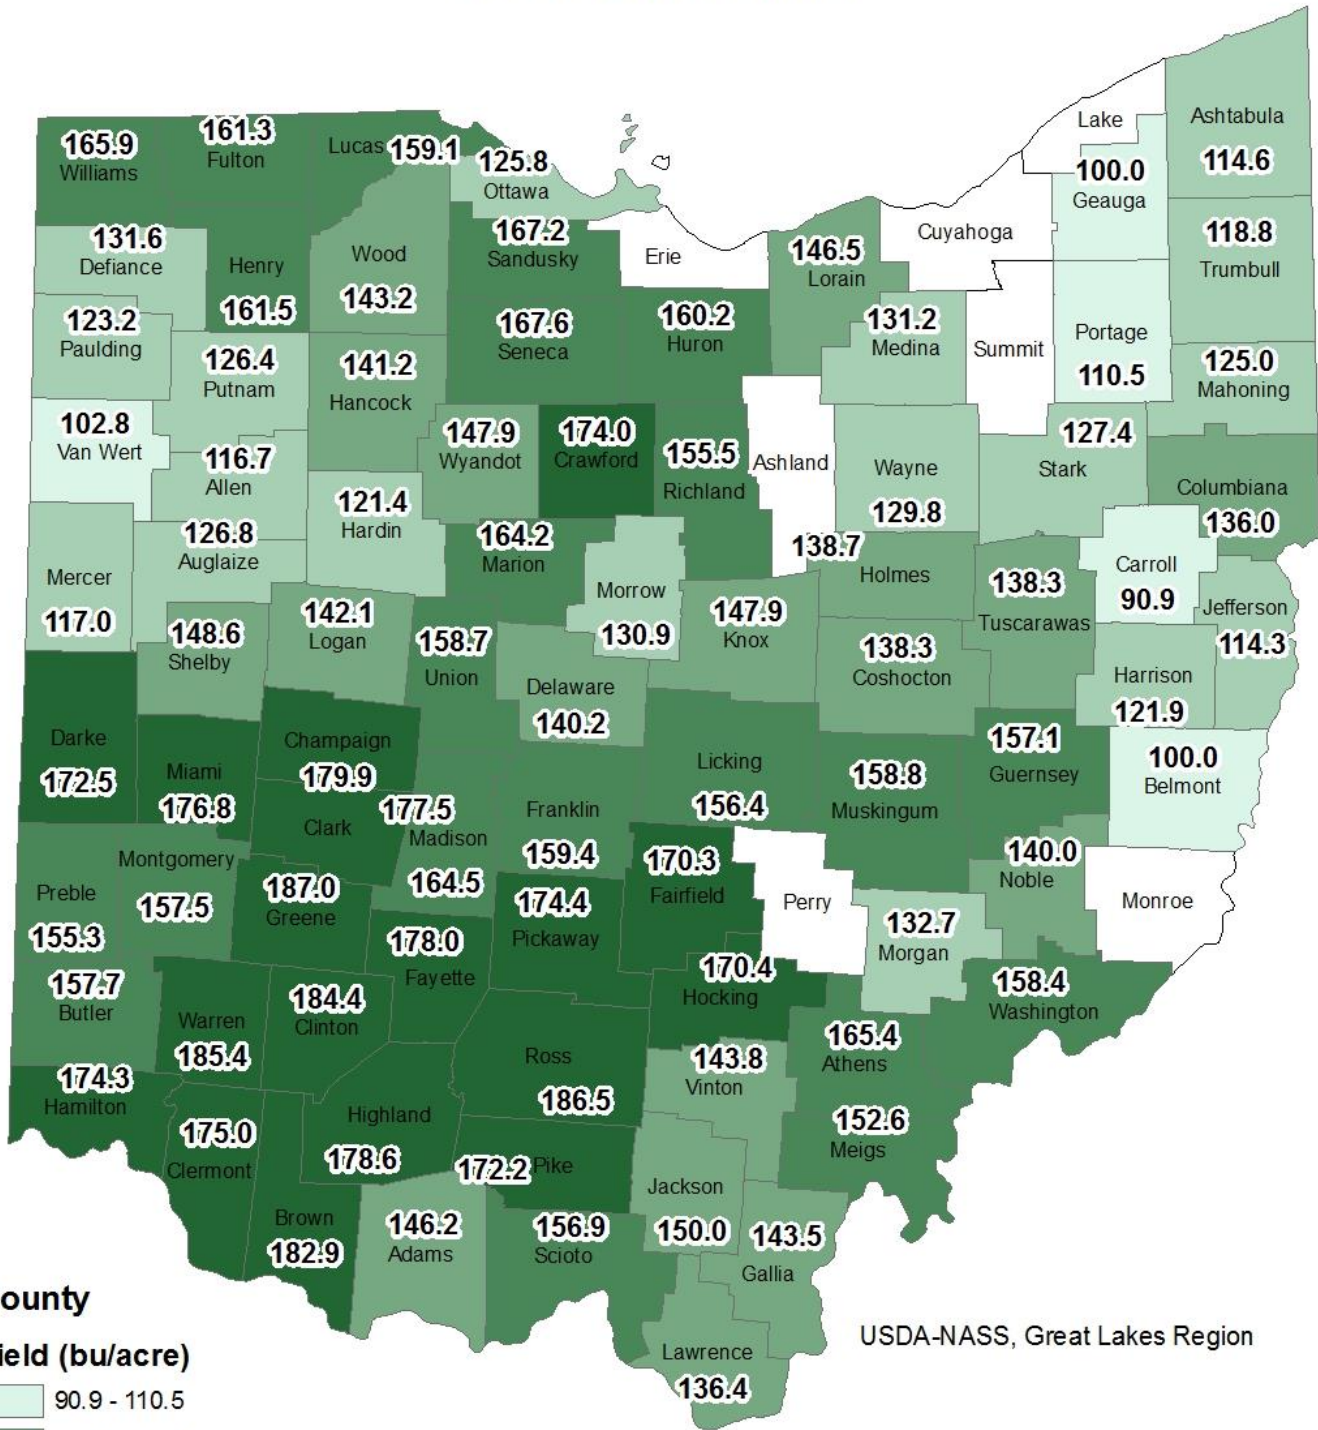 Lake
Ashtabula
114.6
100.0
Geauga
165.9
Williams
161.3
Fulton
Lucas 159.1
125.8
Ottawa
167.2
Sandusky
Erie
146.5
Lorain
Cuyahoga
118.8
Trumbull
131.6
Defiance
Henry
161.5
Wood
143.2
123.2
Paulding
126.4
Putnam
141.2
Hancock
167.6
Seneca
160.2
Huron
131.2
Medina
Summit
Portage
110.5
125.0
Mahoning
102.8
Van Wert
116.7
Allen
147.9
Wyandot
174.0
Crawford
155.5
Richland
Ashland
Wayne
129.8
127.4
Stark
Columbiana
136.0
121.4
Hardin
126.8
Auglaize
164.2
Marion
138.7
Holmes
138.3
Tuscarawas
Carroll
90.9
Jefferson
114.3
Mercer
117.0
148.6
Shelby
142.1
Logan
158.7
Union
Morrow
130.9
147.9
Knox
138.3
Coshocton
Harrison
121.9
Delaware
140.2
Darke
172.5
Miami
176.8
Champaign
179.9
Clark
177.5
Madison
164.5
Franklin
159.4
Licking
156.4
158.8
Muskingum
157.1
Guernsey
100.0
Belmont
Montgomery
157.5
Preble
155.3
187.0
Greene
178.0
Fayette
174.4
Pickaway
170.3
Fairfield
Perry
132.7
Morgan
140.0
Noble
Monroe
157.7
Butler
Warren
185.4
184.4
Clinton
170.4
Hocking
158.4
Washington
165.4
Athens
174.3
Hamilton
175.0
Clermont
Highland
178.6
Ross
186.5
143.8
Vinton
152.6
Meigs
172.2 Pike
Brown
182.9
146.2
Adams
156.9
Scioto
Jackson
150.0
143.5
Gallia
Lawrence
136.4
USDA-NASS, Great Lakes Region
ounty
ield (bu/acre)
90.9 - 110.5